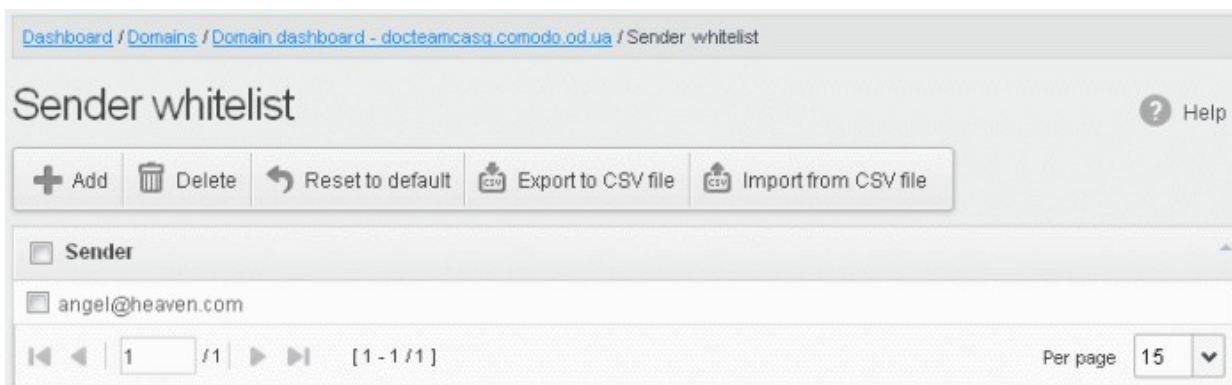 Dashboard / Domains / Domain dashboard - docteamcasg.comodo.od.ua / Sender whitelist
Sender whitelist
Help
Add Delete Reset to default Export to CSV file Import from CSV file
Sender
angel@heaven.com
1 /1 [ 1 - 1 / 1 ] Per page 15